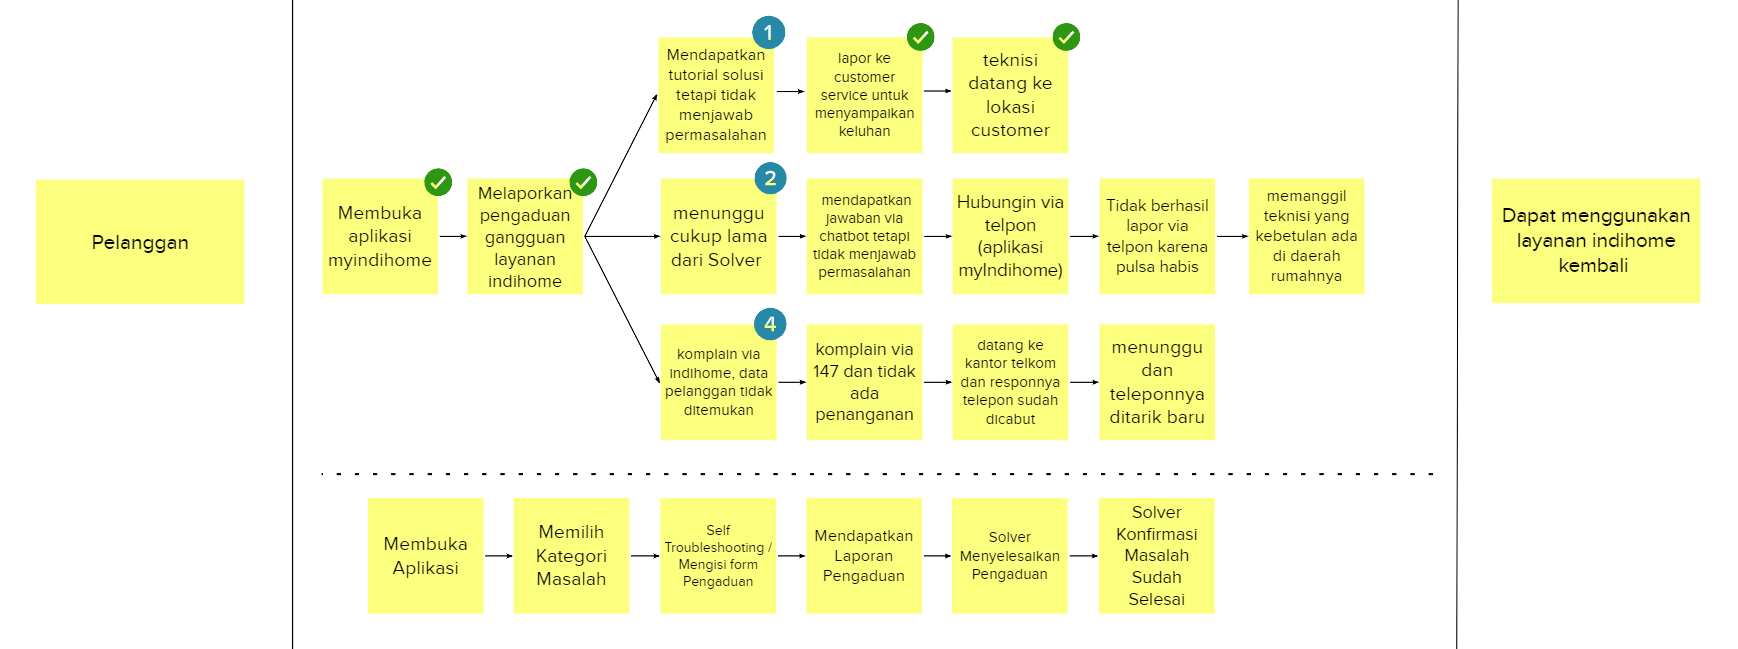 Pelanggan
Membuka
aplikasi
myindihome
Melaporkan
pengaduan
gangguan
layanan
indihome
1
Mendapatkan
tutorial solusi
tetapi tidak
menjawab
permasalahan
lapor ke
customer
service untuk
menyampaikan
keluhan
teknisi
datang ke
lokasi
customer
2
menunggu
cukup lama
dari Solver
mendapatkan
jawaban via
chatbot tetapi
tidak menjawab
permasalahan
Hubungin via
telpon
(aplikasi
myIndihome)
Tidak berhasil
lapor via
telpon karena
pulsa habis
memanggil
teknisi yang
kebetulan ada
di daerah
rumahnya
4
komplain via
indihome, data
pelanggan tidak
ditemukan
komplain via
147 dan tidak
ada
penanganan
datang ke
kantor telkom
dan responnya
telepon sudah
dicabut
menunggu
dan
teleponnya
ditarik baru
Membuka
Aplikasi
Memilih
Kategori
Masalah
Self
Troubleshooting /
Mengisi form
Pengaduan
Mendapatkan
Laporan
Pengaduan
Solver
Menyelesaikan
Pengaduan
Solver
Konfirmasi
Masalah
Sudah
Selesai
Dapat menggunakan
layanan indihome
kembali